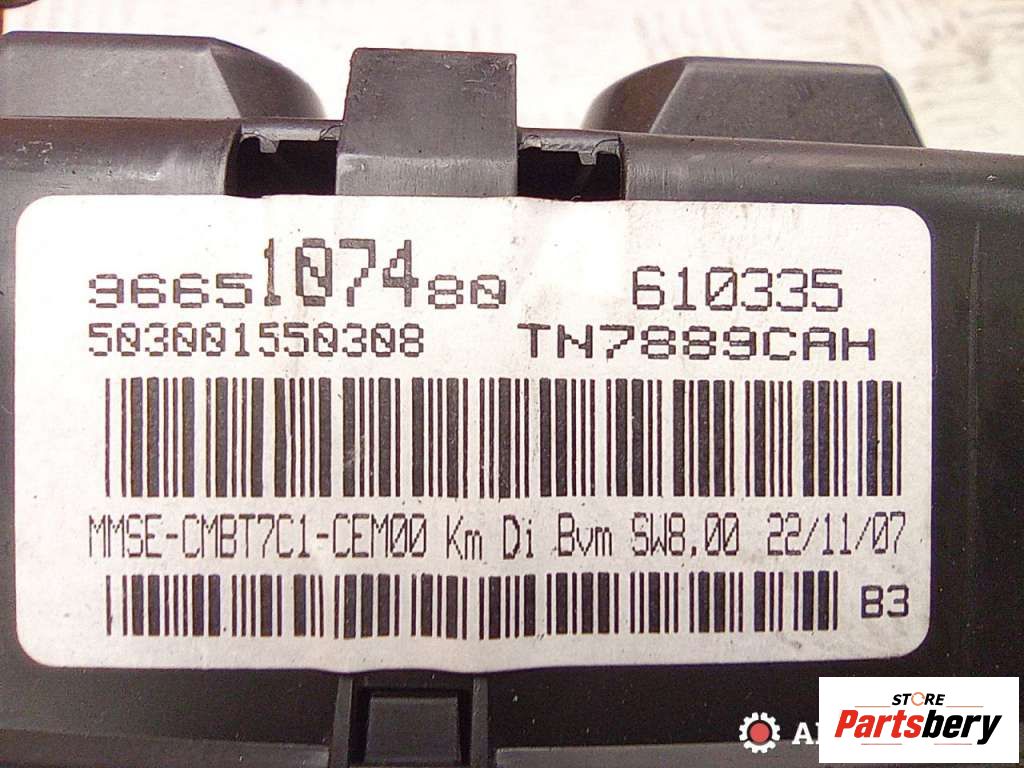 9665107480 610335
503001550308 TN7889CAH
MMSE-CMBT7C1-CEM00 Km Di Bvm SW8.00 22/11/07
B3
STORE
Partsbery